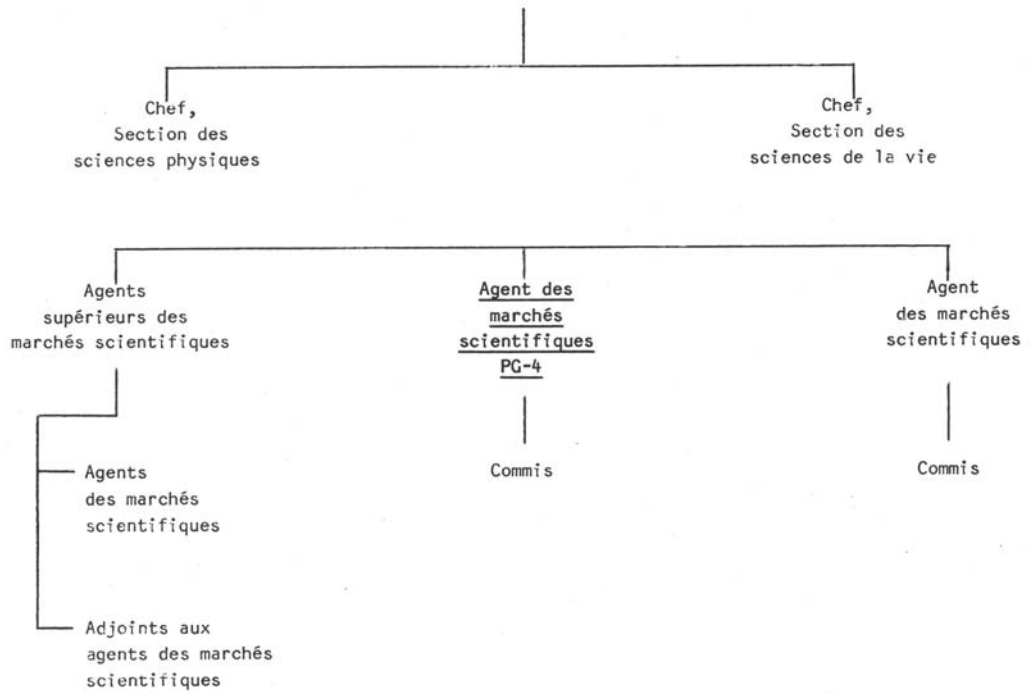 Chef,
Section des
sciences physiques
Chef,
Section des
sciences de la vie
Agents
supérieurs des
marchés scientifiques
Agent des
marchés
scientifiques
PG-4
Agent
des marchés
scientifiques
Agents
des marchés
scientifiques
Adjoints aux
agents des marchés
scientifiques
Commis
Commis